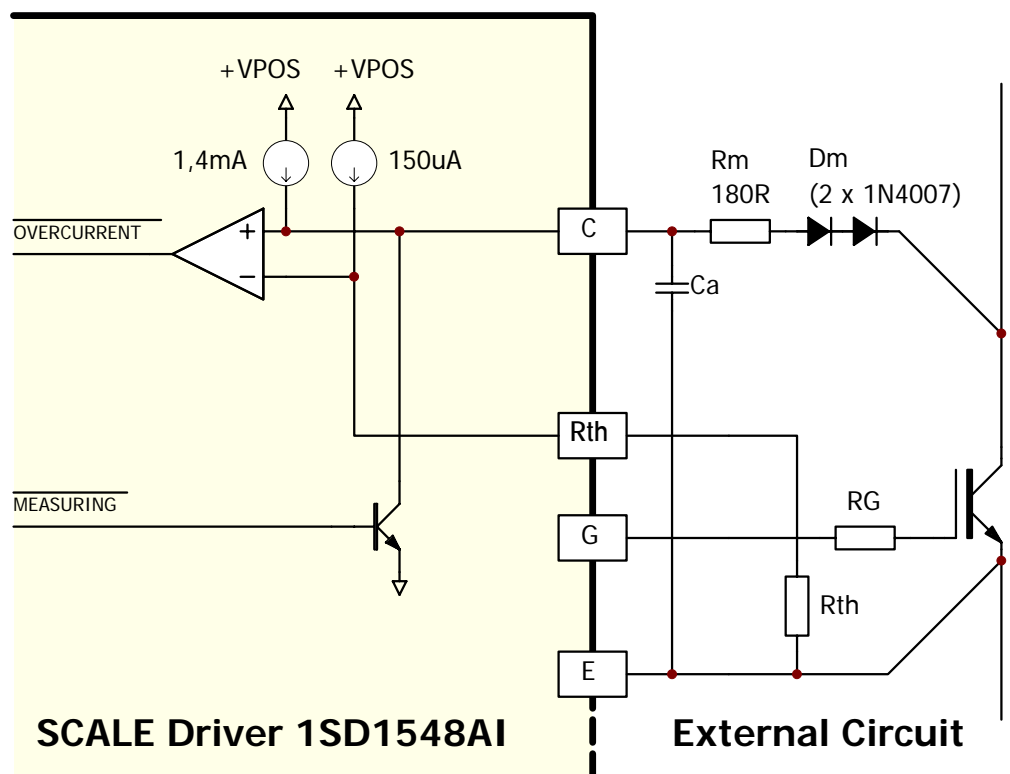 +VPOS +VPOS
1,4mA
150uA
Rm
180R
Dm
(2 x 1N4007)
OVERCURRENT
+
−
C
Ca
Rth
MEASURING
RG
G
Rth
E
SCALE Driver 1SD1548AI
External Circuit